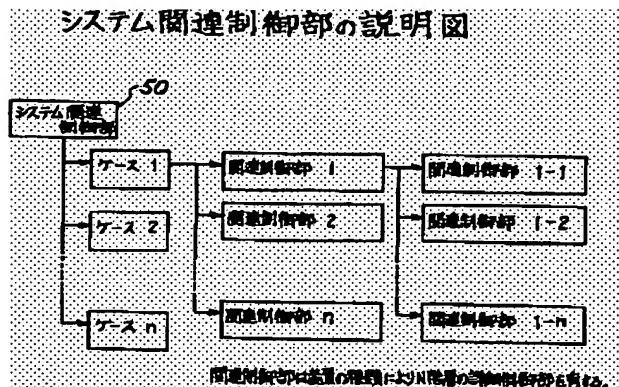 システム関連制御部の説明図
50
システム関連
制御部
ケース 1
関連制御部 1
関連制御部 1-1
ケース 2
関連制御部 2
関連制御部 1-2
ケース n
関連制御部 n
関連制御部 1-n
関連制御部は装置の種類によりN階層の関連制御部を有する。